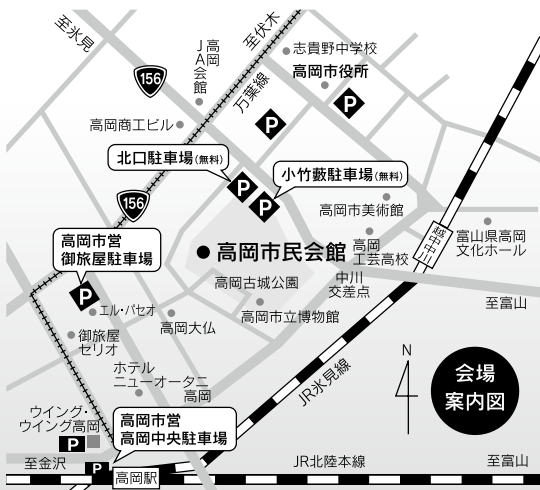 至氷見
156
JA会館
高岡
至伏木
万葉線
志貴野中学校
高岡市役所
P
P
高岡商工ビル
北口駐車場(無料)
P
P
小竹藪駐車場(無料)
156
高岡市営
御旅屋駐車場
P
エル・パセオ
御旅屋
セリオ
高岡大仏
高岡市民会館
高岡古城公園
高岡市立博物館
高岡市美術館
高岡
工芸高校
中川
交差点
越中中川
富山県高岡
文化ホール
至富山
ホテル
ニューオータニ
高岡
ウイング・
ウイング高岡
P
高岡市営
高岡中央駐車場
P
至金沢
高岡駅
JR氷見線
JR北陸本線
至富山
N
会場
案内図